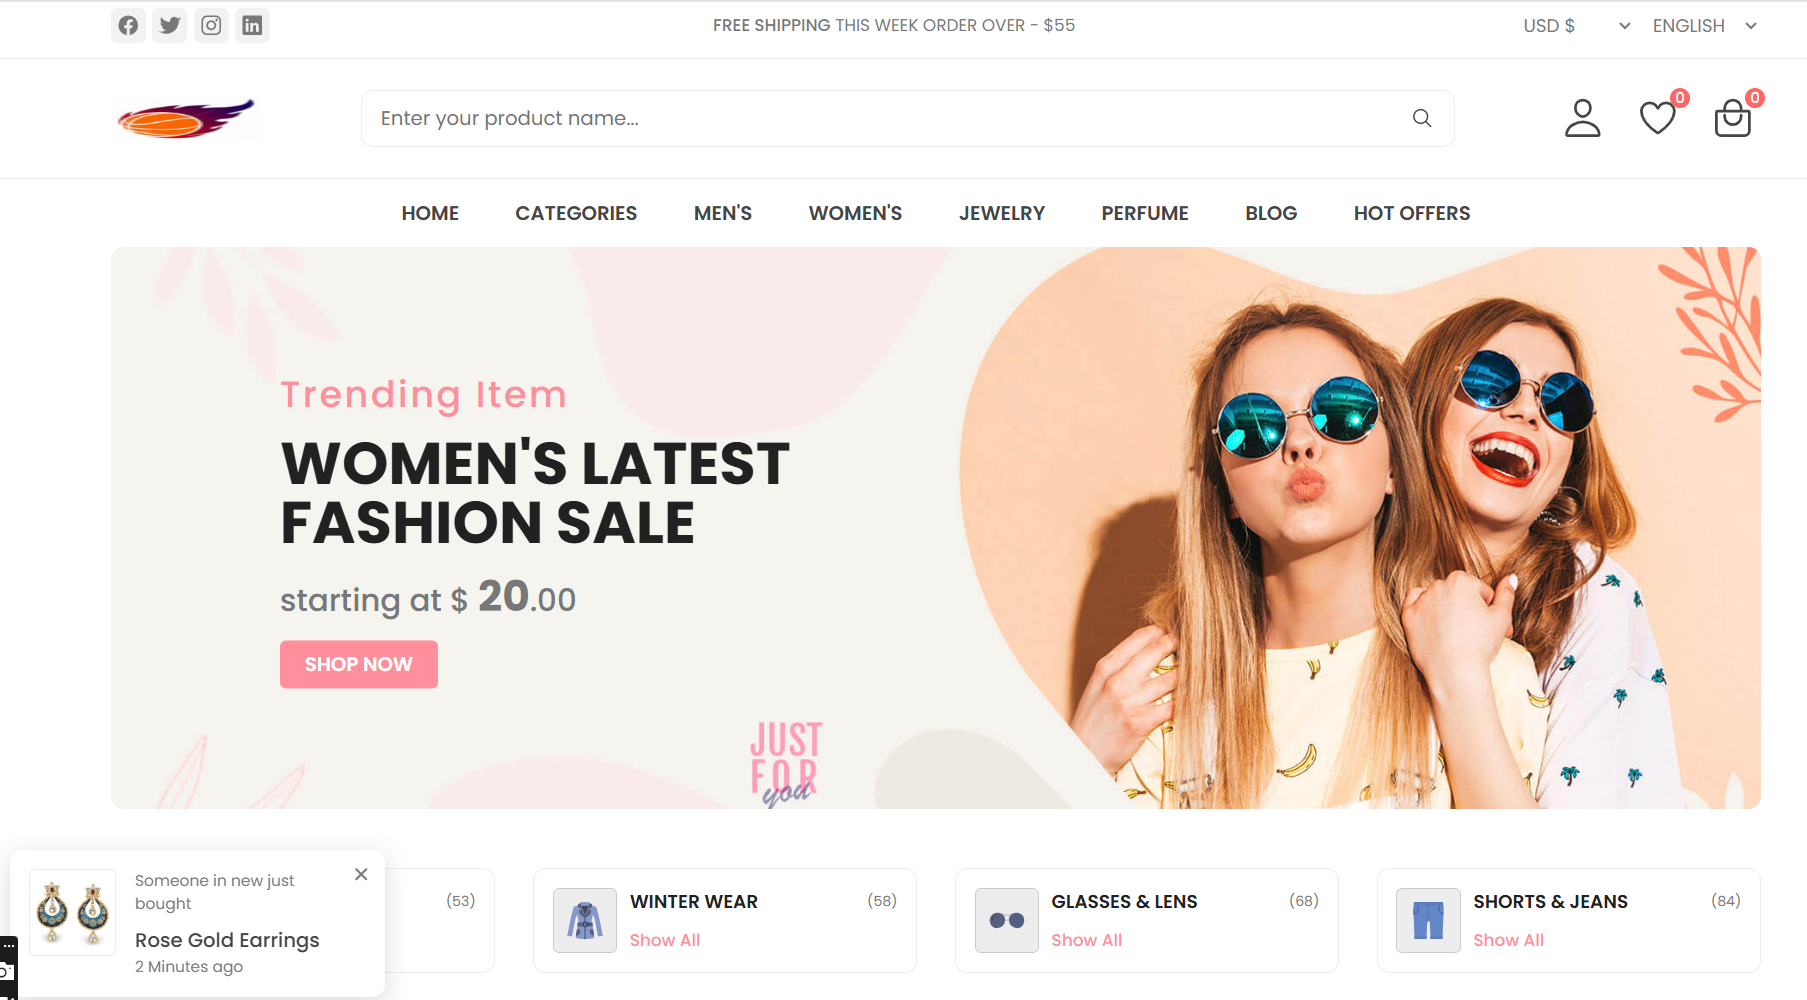 FREE SHIPPING THIS WEEK ORDER OVER - $55
USD $
ENGLISH
Enter your product name...
0
0
HOME
CATEGORIES
MEN'S
WOMEN'S
JEWELRY
PERFUME
BLOG
HOT OFFERS
Trending Item
WOMEN'S LATEST
FASHION SALE
starting at $ 20.00
SHOP NOW
JUST
FOR
you
Someone in new just
bought
Rose Gold Earrings
2 Minutes ago
(53)
WINTER WEAR
(58)
Show All
GLASSES & LENS
(68)
Show All
SHORTS & JEANS
(84)
Show All